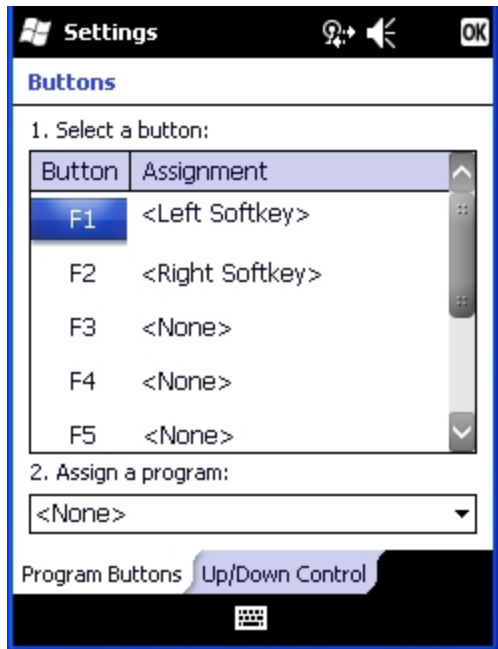 Settings OK
Buttons
1. Select a button:
Button Assignment
F1 <Left Softkey>
F2 <Right Softkey>
F3 <None>
F4 <None>
F5 <None>
2. Assign a program:
<None>
Program Buttons Up/Down Control